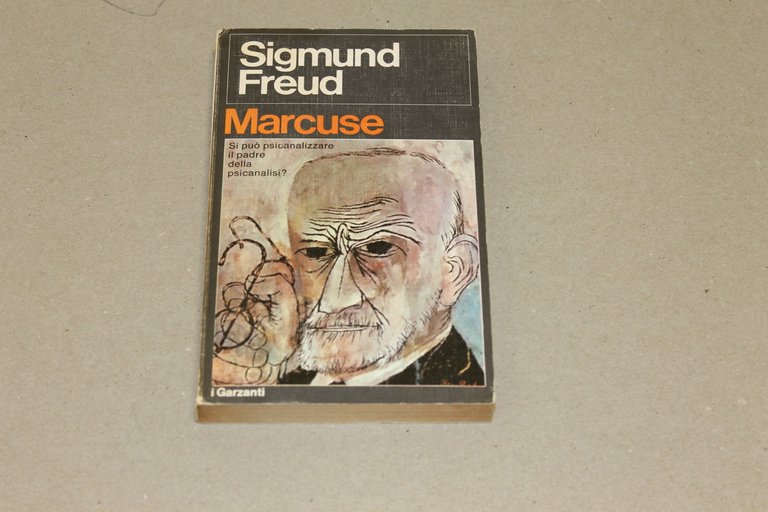 Sigmund
Freud
Marcuse
Si può psicanalizzare
il padre
della
psicanalisi?
i Garzanti